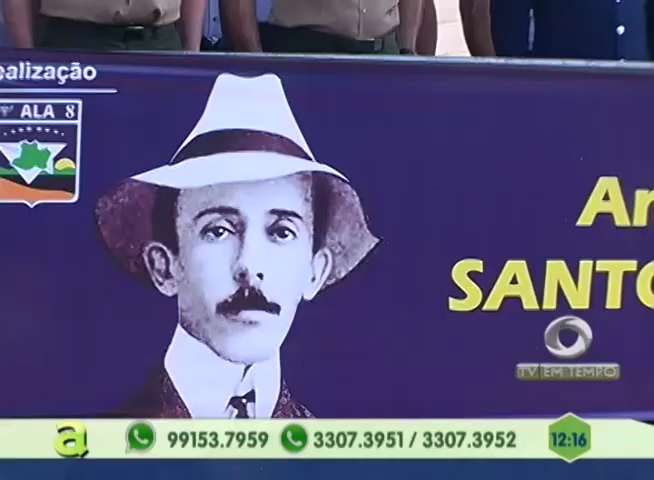 ealização
ALA 8
Ar
SANTO
TV EM TEMPO
a
99153.7959
3307.3951 / 3307.3952
12:16